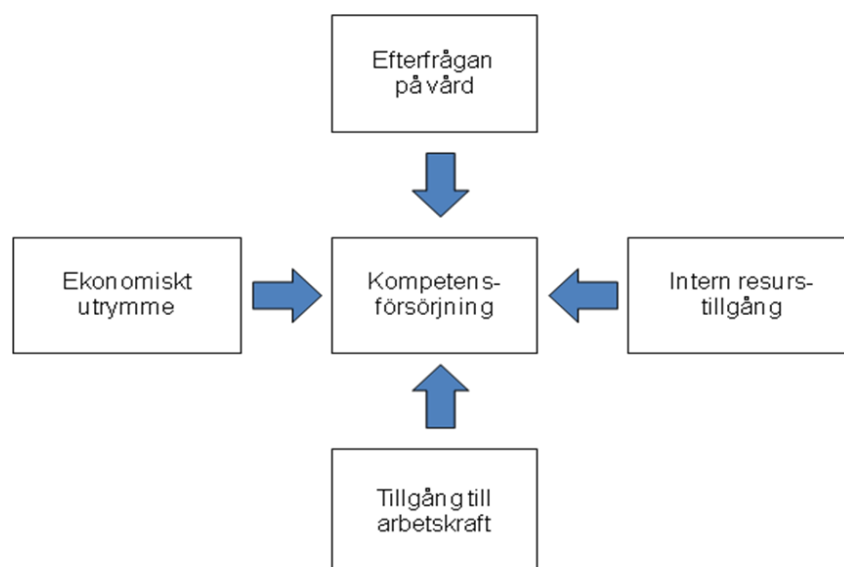 Efterfrågan
på vård
Ekonomiskt
utrymme
Kompetens-
försörjning
Intern resurs-
tillgång
Tillgång till
arbetskraft